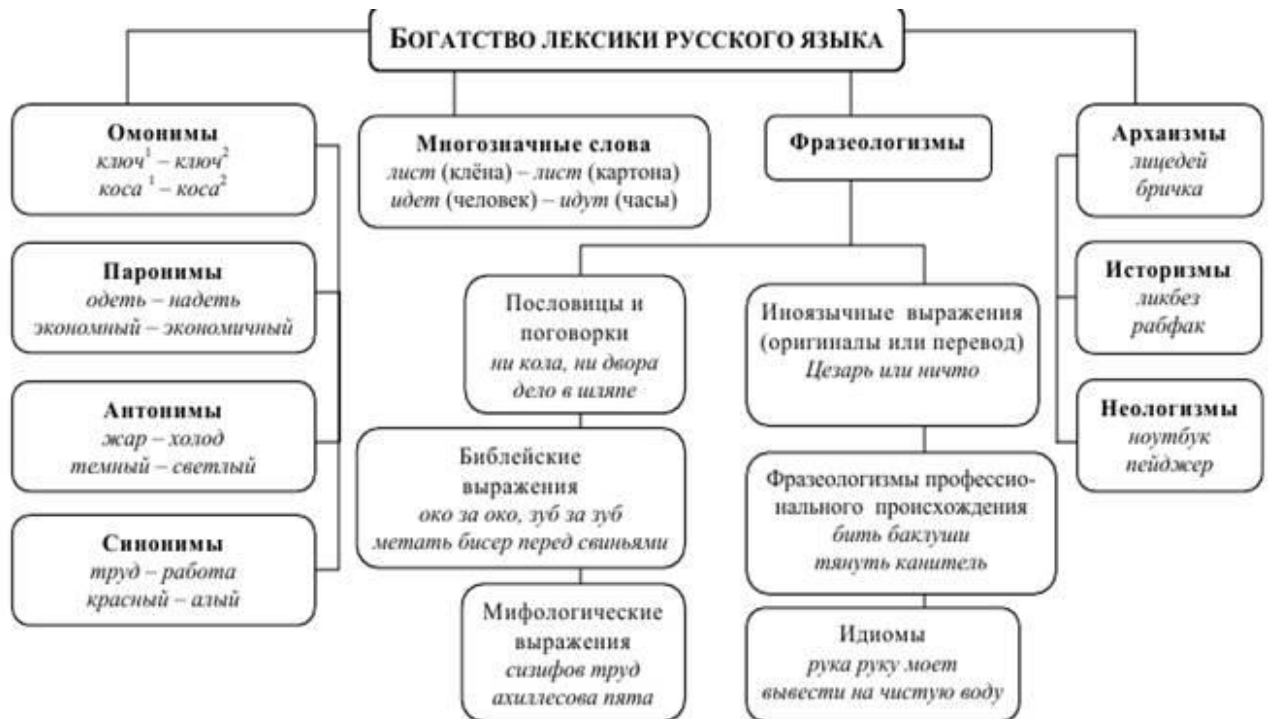 БОГАТСТВО ЛЕКСИКИ РУССКОГО ЯЗЫКА
Омонимы
ключ¹ – ключ²
коса ¹ – коса²
Паронимы
одеть – надеть
экономный – экономичный
Антонимы
жар – холод
темный – светлый
Синонимы
труд – работа
красный – алый
Многозначные слова
лист (клёна) – лист (картона)
идет (человек) – идут (часы)
Фразеологизмы
Пословицы и
поговорки
ни кола, ни двора
дело в шляпе
Библейские
выражения
око за око, зуб за зуб
метать бисер перед свиньями
Мифологические
выражения
сизифов труд
ахиллесова пята
Иноязычные выражения
(оригиналы или перевод)
Цезарь или ничто
Фразеологизмы профессио-
нального происхождения
бить баклуши
тянуть канитель
Идиомы
рука руку моет
вывести на чистую воду
Архаизмы
лицедей
бричка
Историзмы
ликбез
рабфак
Неологизмы
ноутбук
пейджер